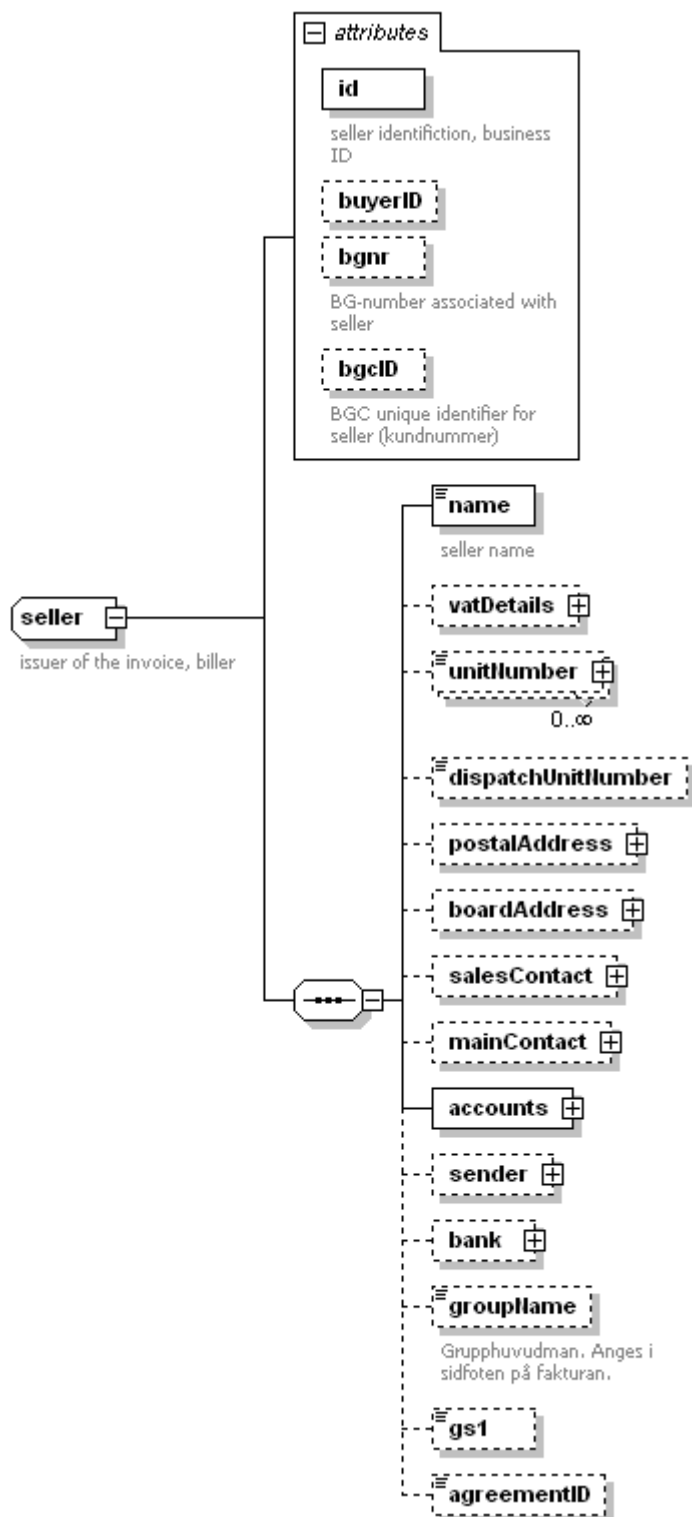 attributes
id
seller identifiction, business
ID
buyerID
bgnr
BG-number associated with
seller
bgcID
BGC unique identifier for
seller (kundnummer)
name
seller name
vatDetails
seller
issuer of the invoice, biller
unitNumber
0..∞
dispatchUnitNumber
postalAddress
boardAddress
salesContact
mainContact
accounts
sender
bank
groupName
Grupphuvudman. Anges i
sidfoten på fakturan.
gs1
agreementID